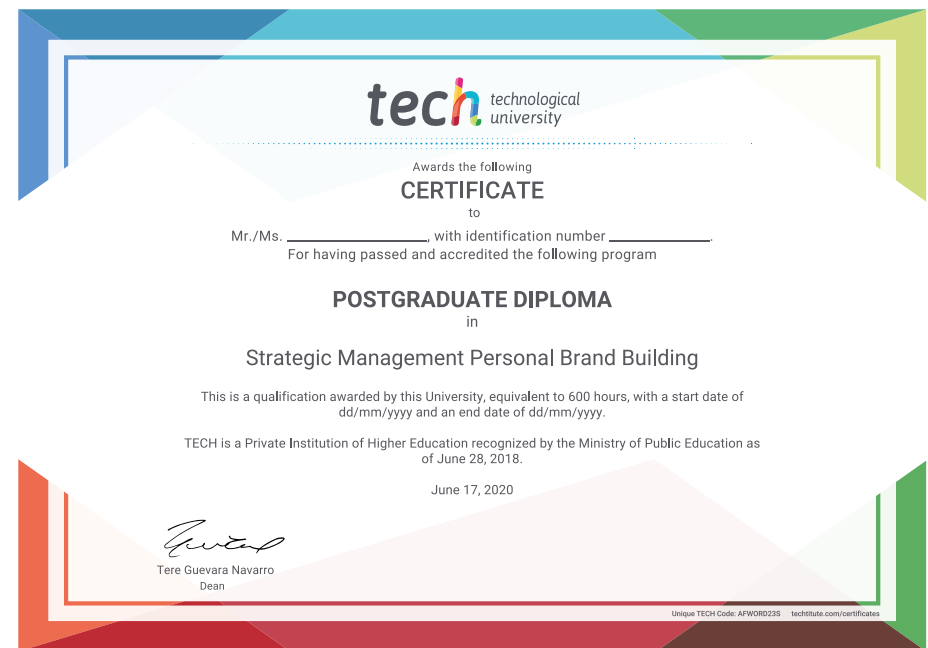 tech technological
university
Awards the following
CERTIFICATE
to
Mr./Ms. ____________________, with identification number ______________.
For having passed and accredited the following program
POSTGRADUATE DIPLOMA
in
Strategic Management Personal Brand Building
This is a qualification awarded by this University, equivalent to 600 hours, with a start date of
dd/mm/yyyy and an end date of dd/mm/yyyy.
TECH is a Private Institution of Higher Education recognized by the Ministry of Public Education as
of June 28, 2018.
June 17, 2020
Tere Guevara Navarro
Dean
Unique TECH Code: AFWORD23S techtitute.com/certificates